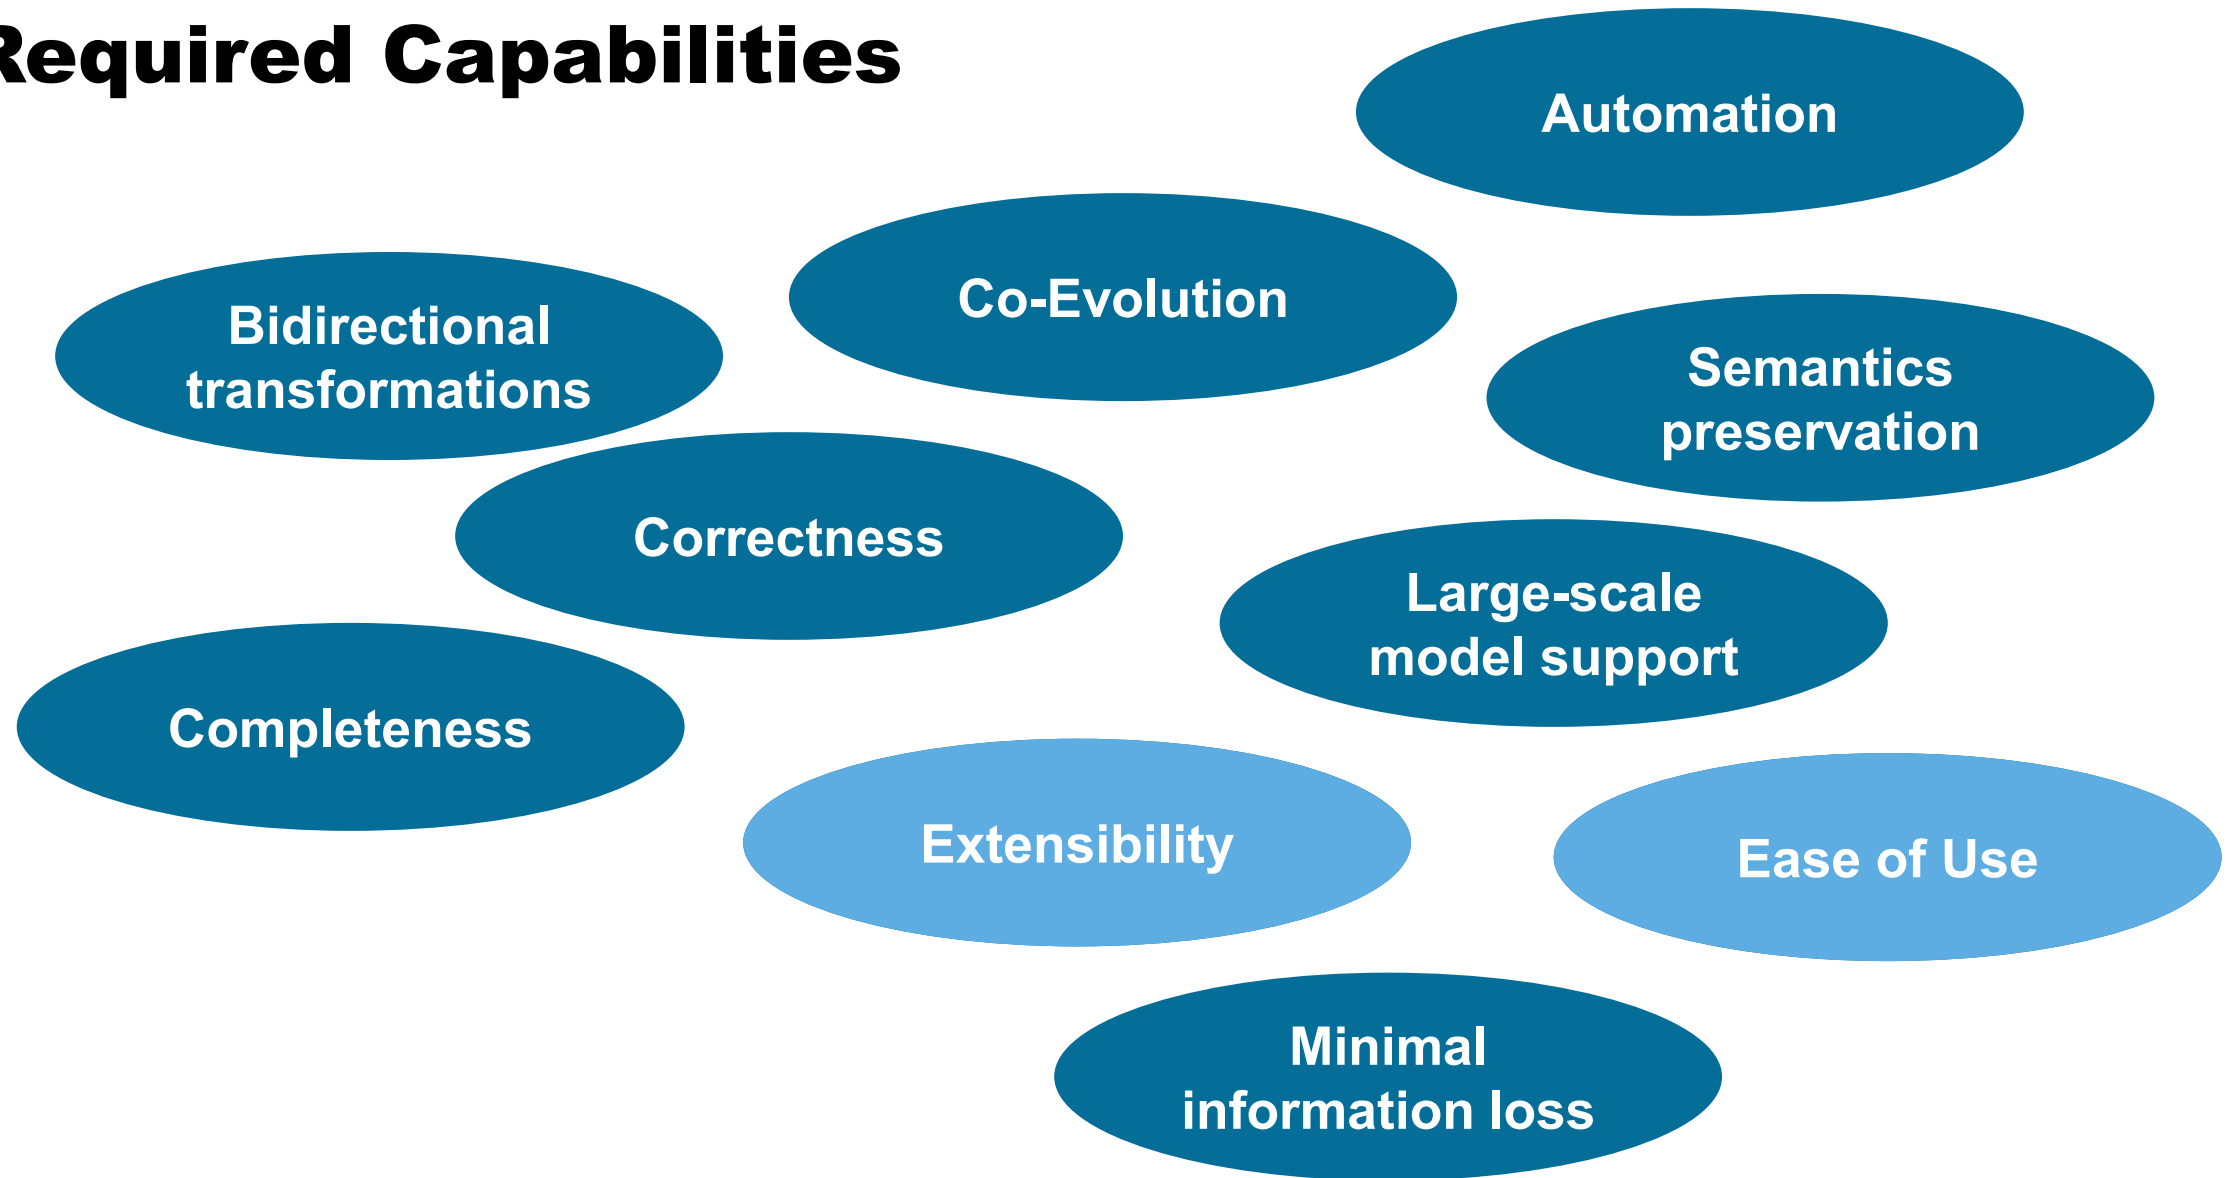 Required Capabilities
Automation
Co-Evolution
Bidirectional
transformations
Semantics
preservation
Correctness
Large-scale
model support
Completeness
Extensibility
Ease of Use
Minimal
information loss